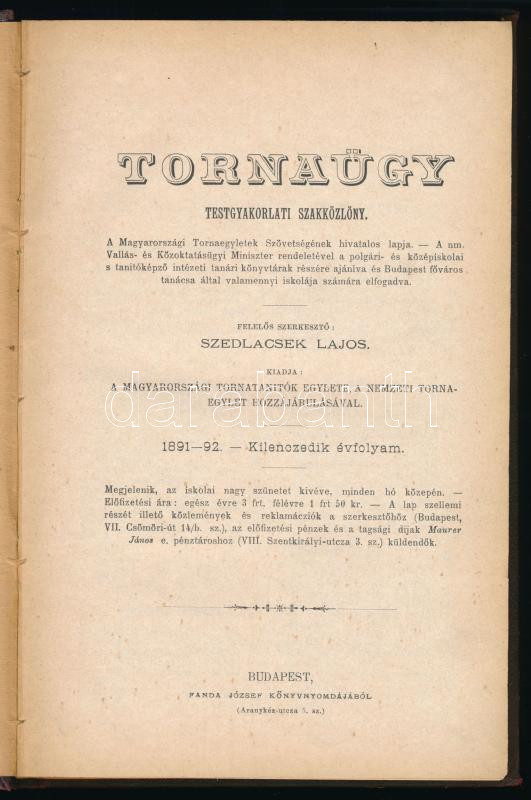 TORNAÜGY
TESTGYAKORLATI SZAKKÖZLÖNY.
A Magyarországi Tornaegyletek Szövetségének hivatalos lapja. — A nm.
Vallás- és Közoktatásügyi Miniszter rendeletével a polgári- és középiskolai
s tanitóképző intézeti tanári könyvtárak részére ajánlva és Budapest főváros
tanácsa által valamennyi iskolája számára elfogadva.
FELELŐS SZERKESZTŐ:
SZEDLACSEK LAJOS.
KIADJA:
A MAGYARORSZÁGI TORNATANITÓK EGYLETE A NEMZETI TORNA-
EGYLET HOZZÁJÁRULÁSÁVAL.
darabanth
1891—92. — Kilenczedik évfolyam.
Megjelenik, az iskolai nagy szünetet kivéve, minden hó közepén. —
Előfizetési ára: egész évre 3 frt, félévre 1 frt 50 kr. — A lap szellemi
részét illető közlemények és reklamácziók a szerkesztőhöz (Budapest,
VII. Csömöri-út 14/b. sz.), az előfizetési pénzek és a tagsági dijak Maurer
János e. pénztároshoz (VIII. Szentkirályi-utcza 3. sz.) küldendők.
BUDAPEST,
FANDA JÓZSEF KÖNYVNYOMDÁJÁBÓL
(Aranykéz-utcza 5. sz.)